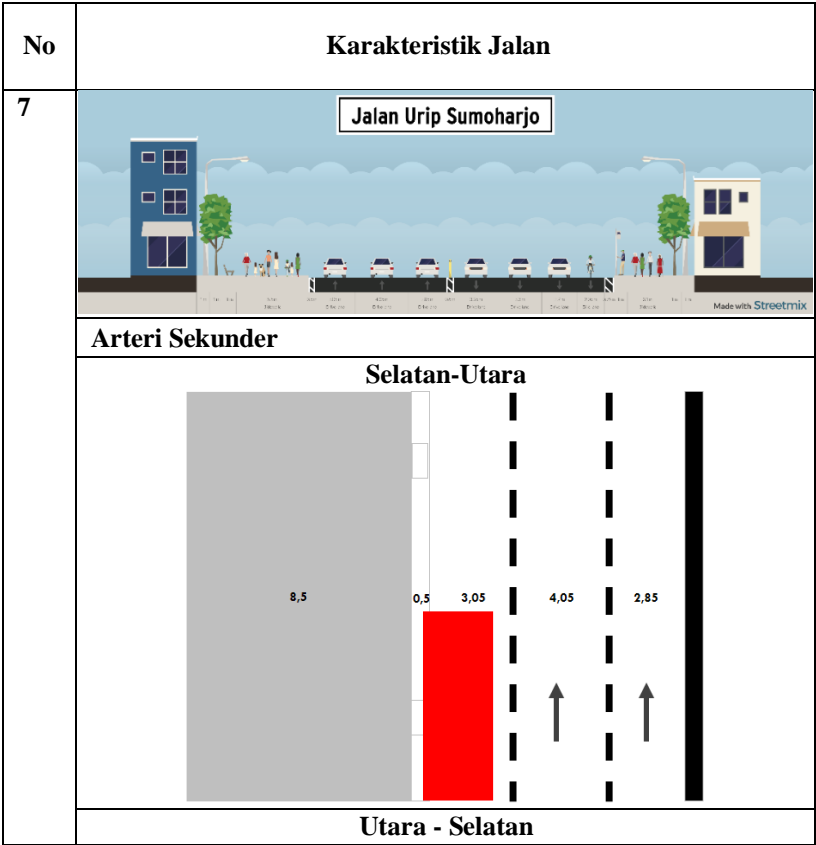 No
Karakteristik Jalan
7
Jalan Urip Sumoharjo
Made with Streetmix
Arteri Sekunder
Selatan-Utara
8,5 0,5 3,05 4,05 2,85
Utara - Selatan